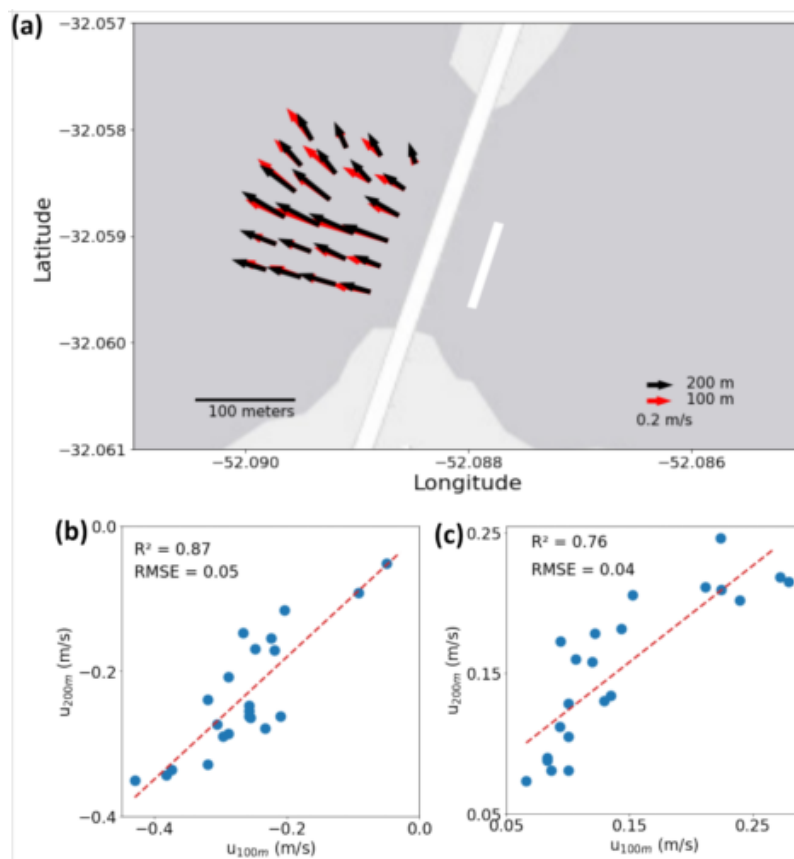 (a)
−32.057
−32.058
−32.059
−32.060
−32.061
Latitude
100 meters
200 m
100 m
0.2 m/s
−52.090
−52.088
−52.086
Longitude
(b)
R² = 0.87
RMSE = 0.05
0.0
−0.2
−0.4
u200m (m/s)
−0.4
−0.2
0.0
u100m (m/s)
(c)
R² = 0.76
RMSE = 0.04
0.25
0.15
0.05
u200m (m/s)
0.05
0.15
0.25
u100m (m/s)